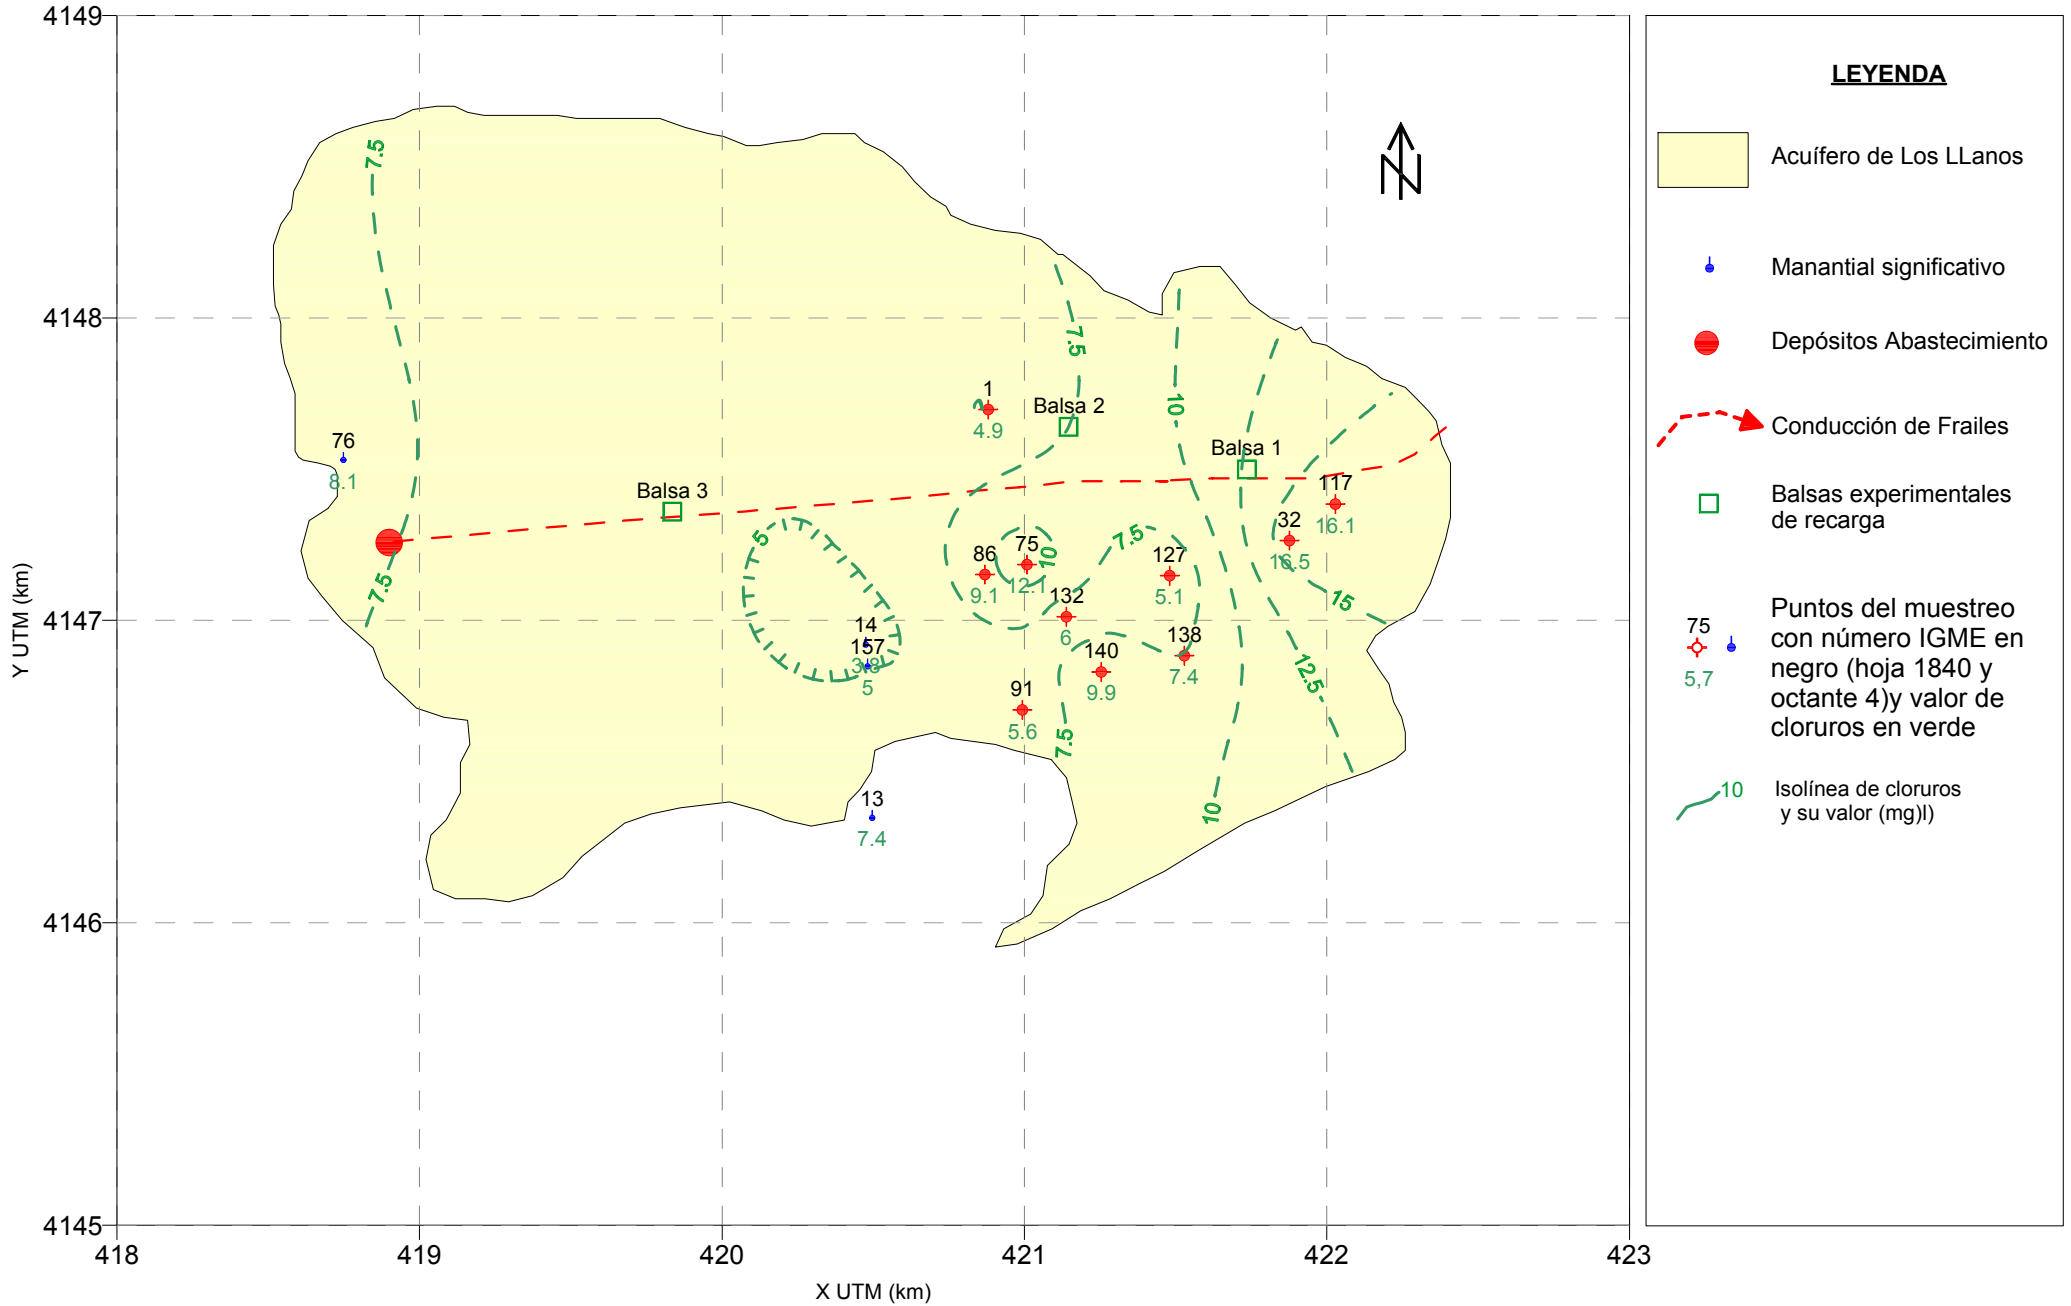 4149
4148
4147
4146
4145
Y UTM (km)
418
419
420
421
422
423
X UTM (km)
7.5
7.5
7.5
10
1
4.9
Balsa 2
Balsa 1
76
8.1
Balsa 3
117
16.1
32
16.5
5
86
9.1
75
12.1
10
7.5
127
5.1
7.5
15
132
6
14
3.8
157
5
138
7.4
140
9.9
12.5
91
5.6
7.5
13
7.4
10
LEYENDA
Acuífero de Los LLanos
Manantial significativo
Depósitos Abastecimiento
Conducción de Frailes
Balsas experimentales
de recarga
75
5,7
Puntos del muestreo
con número IGME en
negro (hoja 1840 y
octante 4)y valor de
cloruros en verde
10
Isolínea de cloruros
y su valor (mg)l)
N